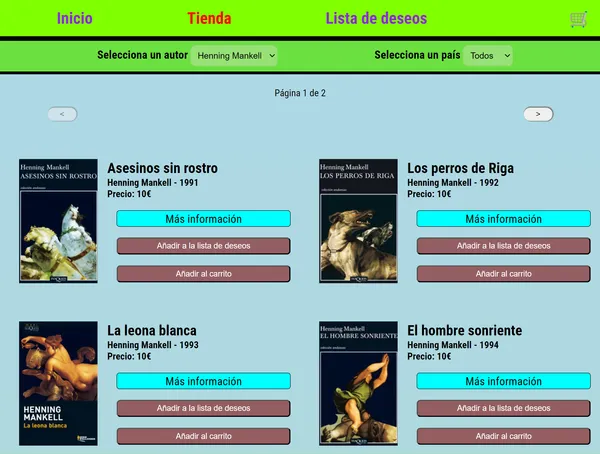 Inicio Tienda Lista de deseos
Selecciona un autor Henning Mankell Selecciona un país Todos
Página 1 de 2
< >
Henning Mankell
ASESINOS SIN ROSTRO
Asesinos sin rostro
Henning Mankell - 1991
Precio: 10€
Más información
Añadir a la lista de deseos
Añadir al carrito
Henning Mankell
LOS PERROS DE RIGA
Los perros de Riga
Henning Mankell - 1992
Precio: 10€
Más información
Añadir a la lista de deseos
Añadir al carrito
HENNING
MANKELL
La leona blanca
La leona blanca
Henning Mankell - 1993
Precio: 10€
Más información
Añadir a la lista de deseos
Añadir al carrito
Henning Mankell
EL HOMBRE SONRIENTE
El hombre sonriente
Henning Mankell - 1994
Precio: 10€
Más información
Añadir a la lista de deseos
Añadir al carrito